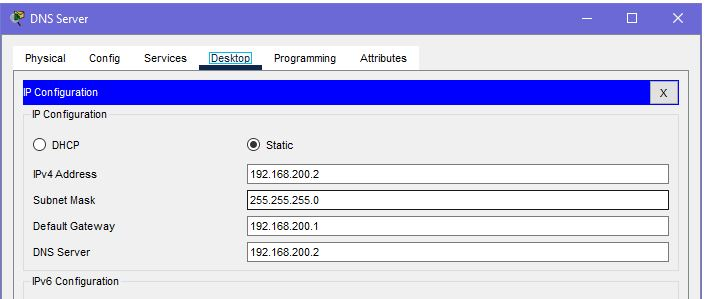 DNS Server
Physical Config Services Desktop Programming Attributes
IP Configuration X
IP Configuration
DHCP Static
IPv4 Address 192.168.200.2
Subnet Mask 255.255.255.0
Default Gateway 192.168.200.1
DNS Server 192.168.200.2
IPv6 Configuration